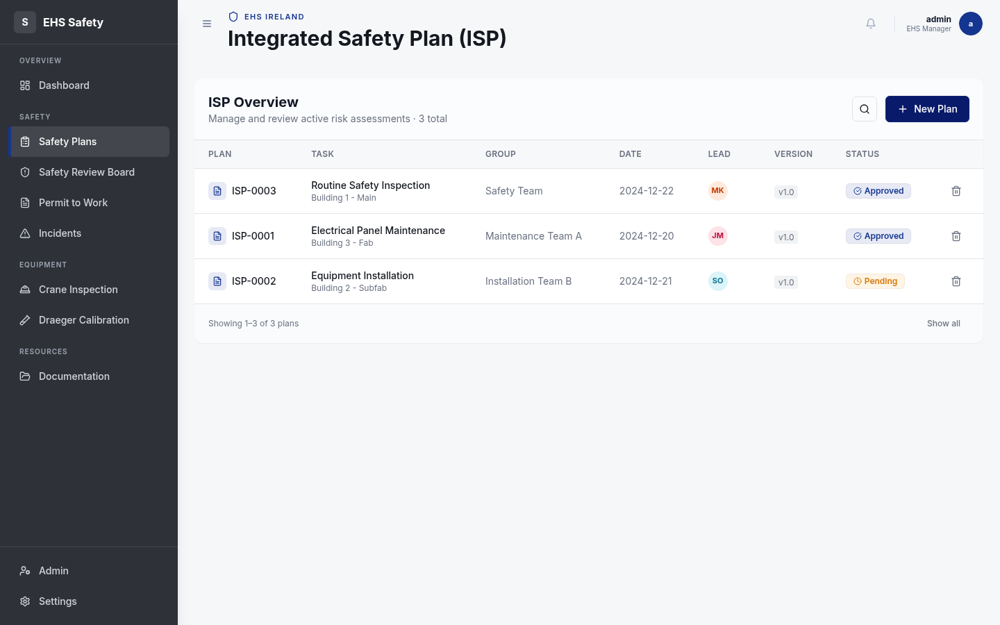 S EHS Safety
OVERVIEW
Dashboard
SAFETY
Safety Plans
Safety Review Board
Permit to Work
Incidents
EQUIPMENT
Crane Inspection
Draeger Calibration
RESOURCES
Documentation
Admin
Settings
EHS IRELAND
Integrated Safety Plan (ISP)
admin
EHS Manager
a
ISP Overview
Manage and review active risk assessments · 3 total
New Plan
PLAN TASK GROUP DATE LEAD VERSION STATUS
ISP-0003 Routine Safety Inspection Safety Team 2024-12-22 MK v1.0 Approved
Building 1 - Main
ISP-0001 Electrical Panel Maintenance Maintenance Team A 2024-12-20 JM v1.0 Approved
Building 3 - Fab
ISP-0002 Equipment Installation Installation Team B 2024-12-21 SO v1.0 Pending
Building 2 - Subfab
Showing 1–3 of 3 plans Show all